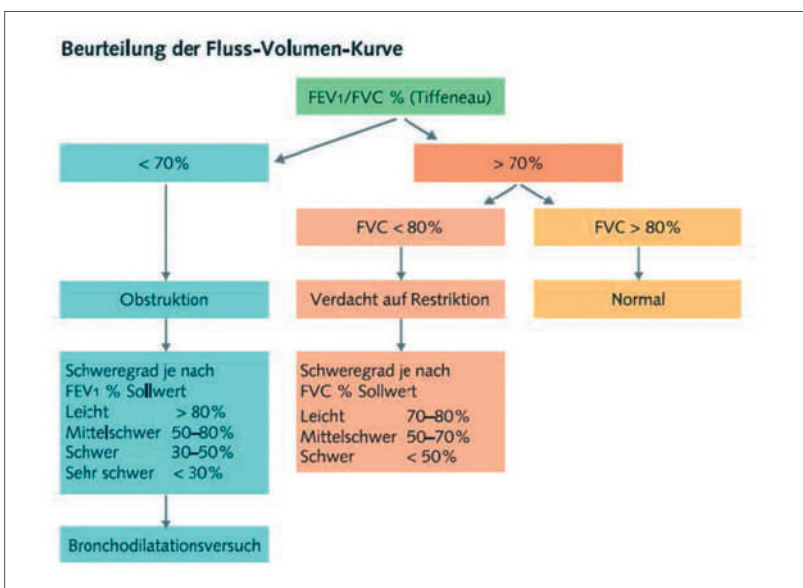 Beurteilung der Fluss-Volumen-Kurve
FEV1/FVC % (Tiffeneau)
< 70%
> 70%
FVC < 80%
FVC > 80%
Obstruktion
Verdacht auf Restriktion
Normal
Schweregrad je nach
FEV1 % Sollwert
Leicht > 80%
Mittelschwer 50–80%
Schwer 30–50%
Sehr schwer < 30%
Schweregrad je nach
FVC % Sollwert
Leicht 70–80%
Mittelschwer 50–70%
Schwer < 50%
Bronchodilatationsversuch